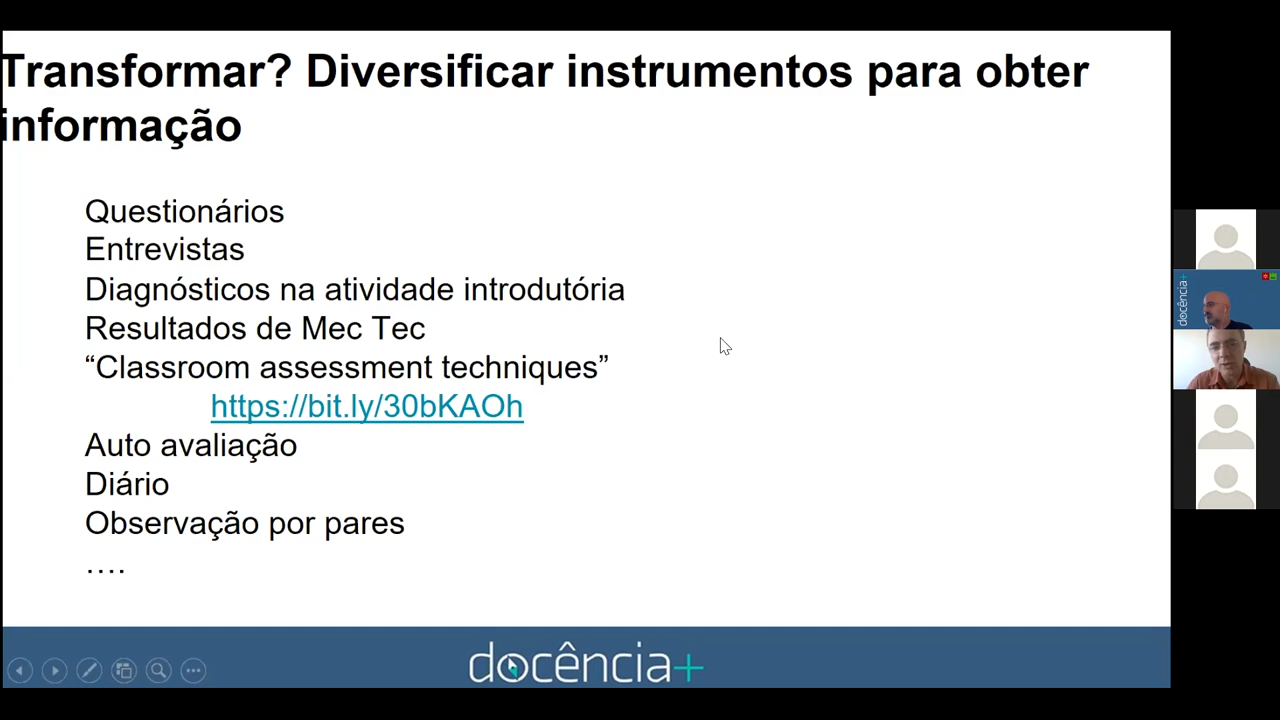 Transformar? Diversificar instrumentos para obter
informação
Questionários
Entrevistas
Diagnósticos na atividade introdutória
Resultados de Mec Tec
“Classroom assessment techniques”
https://bit.ly/30bKAOh
Auto avaliação
Diário
Observação por pares
….
docência+
docência+